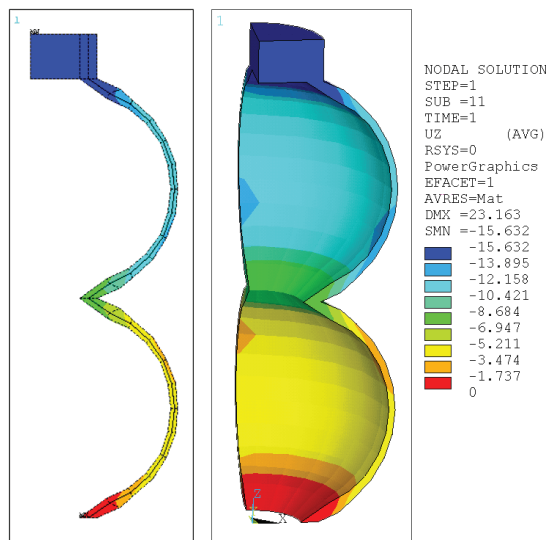 1
1
NODAL SOLUTION
STEP=1
SUB =11
TIME=1
UZ (AVG)
RSYS=0
PowerGraphics
EFACET=1
AVRES=Mat
DMX =23.163
SMN =-15.632
-15.632
-13.895
-12.158
-10.421
-8.684
-6.947
-5.211
-3.474
-1.737
0
Z
X